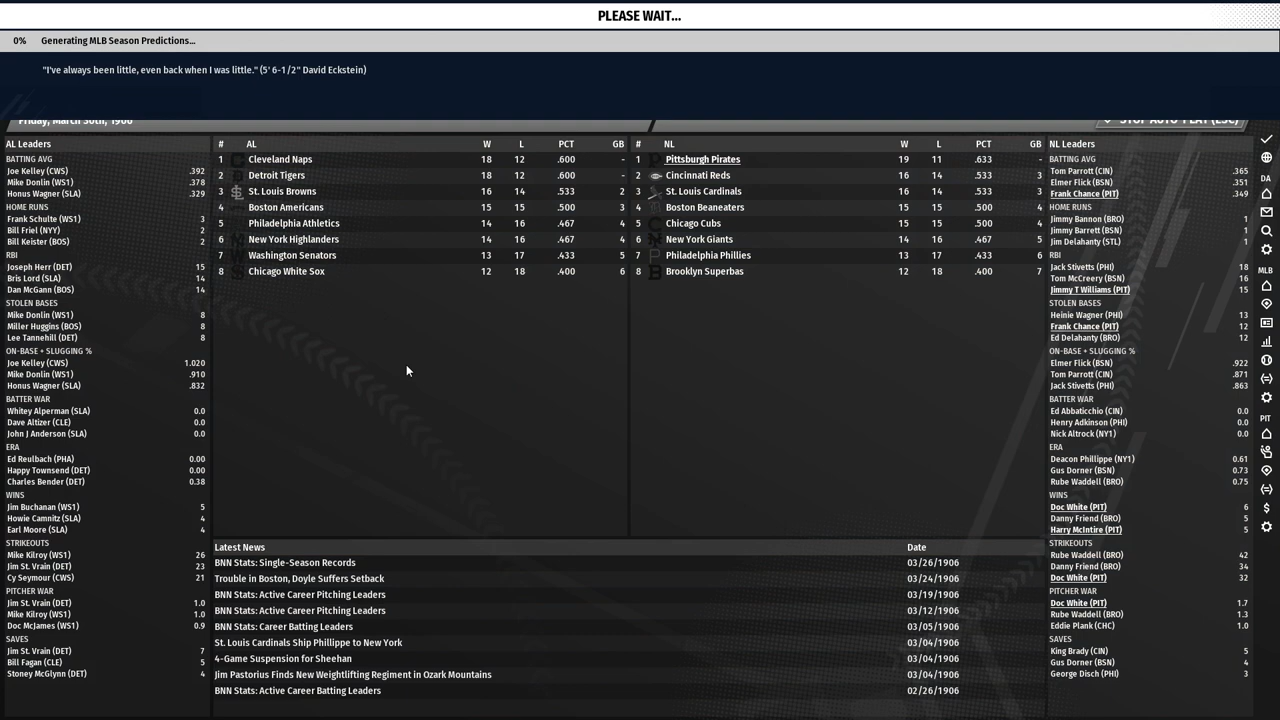 PLEASE WAIT...
0% Generating MLB Season Predictions...
"I've always been little, even back when I was little." (5' 6-1/2" David Eckstein)
Friday, March 30th, 1906
STOP AUTO-PLAY (ESC)
AL Leaders
BATTING AVG
Joe Kelley (CWS) .392
Mike Donlin (WS1) .378
Honus Wagner (SLA) .329
HOME RUNS
Frank Schulte (WS1) 3
Bill Friel (NYY) 2
Bill Keister (BOS) 2
RBI
Joseph Herr (DET) 15
Bris Lord (SLA) 14
Dan McGann (BOS) 14
STOLEN BASES
Mike Donlin (WS1) 8
Miller Huggins (BOS) 8
Lee Tannehill (DET) 8
ON-BASE + SLUGGING %
Joe Kelley (CWS) 1.020
Mike Donlin (WS1) .910
Honus Wagner (SLA) .832
BATTER WAR
Whitey Alperman (SLA) 0.0
Dave Altizer (CLE) 0.0
John J Anderson (SLA) 0.0
ERA
Ed Reulbach (PHA) 0.00
Happy Townsend (DET) 0.00
Charles Bender (DET) 0.38
WINS
Jim Buchanan (WS1) 5
Howie Camnitz (SLA) 4
Earl Moore (SLA) 4
STRIKEOUTS
Mike Kilroy (WS1) 26
Jim St. Vrain (DET) 23
Cy Seymour (CWS) 21
PITCHER WAR
Jim St. Vrain (DET) 1.0
Mike Kilroy (WS1) 1.0
Doc McJames (WS1) 0.9
SAVES
Jim St. Vrain (DET) 7
Bill Fagan (CLE) 5
Stoney McGlynn (DET) 4
# AL W L PCT GB
1 Cleveland Naps 18 12 .600 -
2 Detroit Tigers 18 12 .600 -
3 St. Louis Browns 16 14 .533 2
4 Boston Americans 15 15 .500 3
5 Philadelphia Athletics 14 16 .467 4
6 New York Highlanders 14 16 .467 4
7 Washington Senators 13 17 .433 5
8 Chicago White Sox 12 18 .400 6
# NL W L PCT GB
1 Pittsburgh Pirates 19 11 .633 -
2 Cincinnati Reds 16 14 .533 3
3 St. Louis Cardinals 16 14 .533 3
4 Boston Beaneaters 15 15 .500 4
5 Chicago Cubs 15 15 .500 4
6 New York Giants 14 16 .467 5
7 Philadelphia Phillies 13 17 .433 6
8 Brooklyn Superbas 12 18 .400 7
Latest News Date
BNN Stats: Single-Season Records 03/26/1906
Trouble in Boston, Doyle Suffers Setback 03/24/1906
BNN Stats: Active Career Pitching Leaders 03/19/1906
BNN Stats: Active Career Pitching Leaders 03/12/1906
BNN Stats: Career Batting Leaders 03/05/1906
St. Louis Cardinals Ship Phillippe to New York 03/04/1906
4-Game Suspension for Sheehan 03/04/1906
Jim Pastorius Finds New Weightlifting Regiment in Ozark Mountains 03/04/1906
BNN Stats: Active Career Batting Leaders 02/26/1906
NL Leaders
BATTING AVG
Tom Parrott (CIN) .365
Elmer Flick (BSN) .351
Frank Chance (PIT) .349
HOME RUNS
Jimmy Bannon (BRO) 1
Jimmy Barrett (BSN) 1
Jim Delahanty (STL) 1
RBI
Jack Stivetts (PHI) 18
Tom McCreery (BSN) 16
Jimmy T Williams (PIT) 15
STOLEN BASES
Heinie Wagner (PHI) 13
Frank Chance (PIT) 12
Ed Delahanty (BRO) 12
ON-BASE + SLUGGING %
Elmer Flick (BSN) .922
Tom Parrott (CIN) .871
Jack Stivetts (PHI) .863
BATTER WAR
Ed Abbaticchio (CIN) 0.0
Henry Adkinson (PHI) 0.0
Nick Altrock (NY1) 0.0
ERA
Deacon Phillippe (NY1) 0.61
Gus Dorner (BSN) 0.73
Rube Waddell (BRO) 0.75
WINS
Doc White (PIT) 6
Danny Friend (BRO) 5
Harry McIntire (PIT) 5
STRIKEOUTS
Rube Waddell (BRO) 42
Danny Friend (BRO) 34
Doc White (PIT) 32
PITCHER WAR
Doc White (PIT) 1.7
Rube Waddell (BRO) 1.3
Eddie Plank (CHC) 1.0
SAVES
King Brady (CIN) 5
Gus Dorner (BSN) 4
George Disch (PHI) 3
DA
MLB
PIT